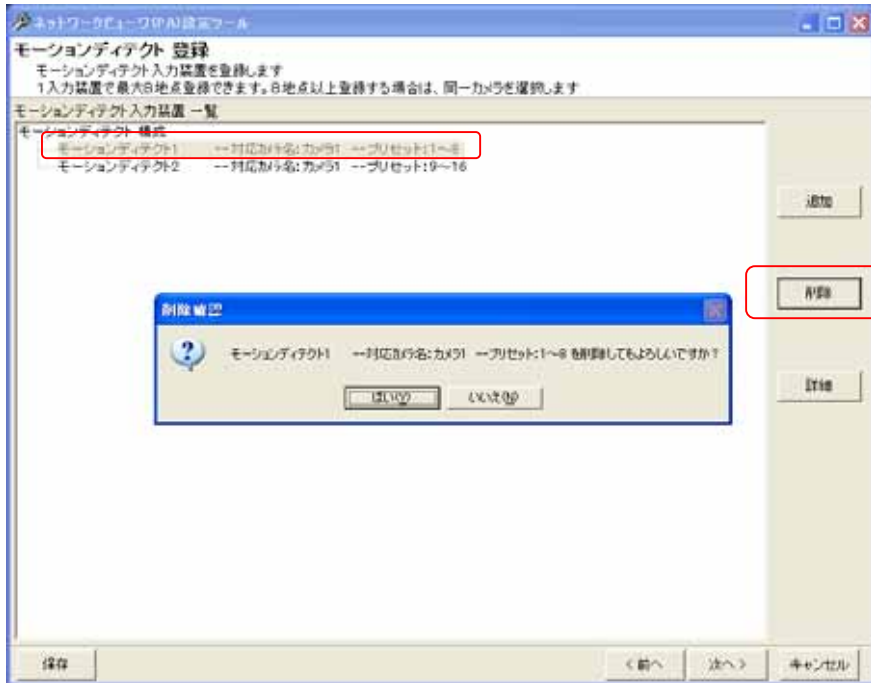 ネットワークビューワ(PA)設定ツール
モーションディテクト 登録
モーションディテクト入力装置を登録します
1入力装置で最大8地点登録できます。8地点以上登録する場合は、同一カメラを選択します
モーションディテクト入力装置 一覧
モーションディテクト 構成
モーションディテクト1 --対応カメラ名:カメラ1 --プリセット:1~8
モーションディテクト2 --対応カメラ名:カメラ1 --プリセット:9~16
追加
削除
削除確認
モーションディテクト1 --対応カメラ名:カメラ1 --プリセット:1~8 を削除してもよろしいですか?
はい(Y) いいえ(N)
詳細
保存 <前へ 次へ> キャンセル